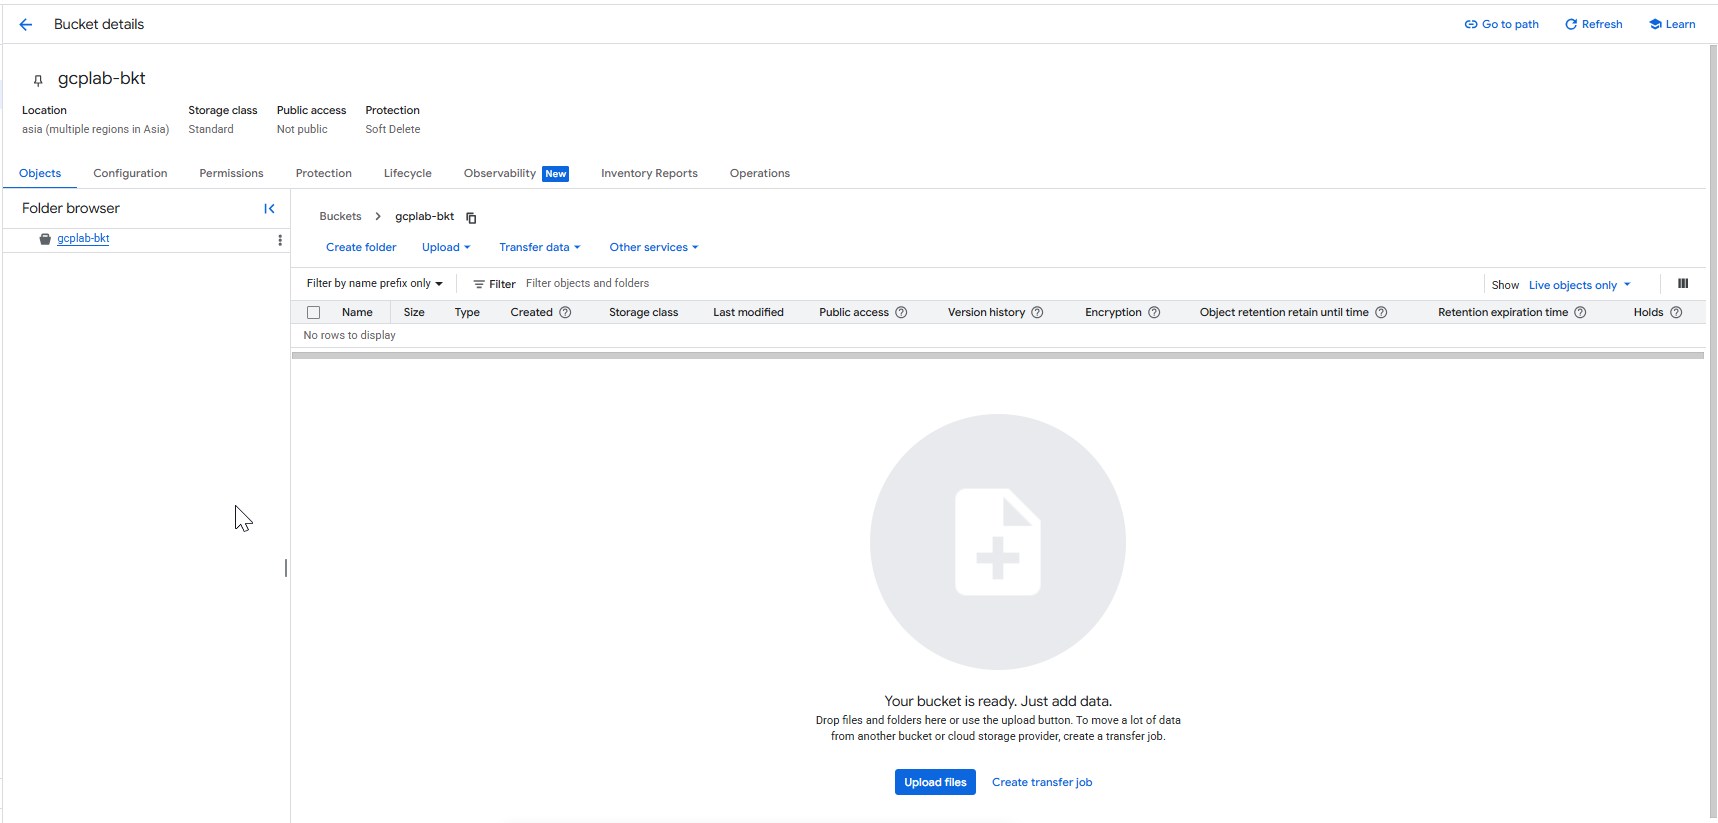 Bucket details
Go to path
Refresh
Learn
gcplab-bkt
Location
Storage class
Public access
Protection
asia (multiple regions in Asia)
Standard
Not public
Soft Delete
Objects
Configuration
Permissions
Protection
Lifecycle
Observability
New
Inventory Reports
Operations
Folder browser
gcplab-bkt
Buckets
gcplab-bkt
Create folder
Upload
Transfer data
Other services
Filter by name prefix only
Filter
Filter objects and folders
Show
Live objects only
Name
Size
Type
Created
Storage class
Last modified
Public access
Version history
Encryption
Object retention retain until time
Retention expiration time
Holds
No rows to display
Your bucket is ready. Just add data.
Drop files and folders here or use the upload button. To move a lot of data
from another bucket or cloud storage provider, create a transfer job.
Upload files
Create transfer job